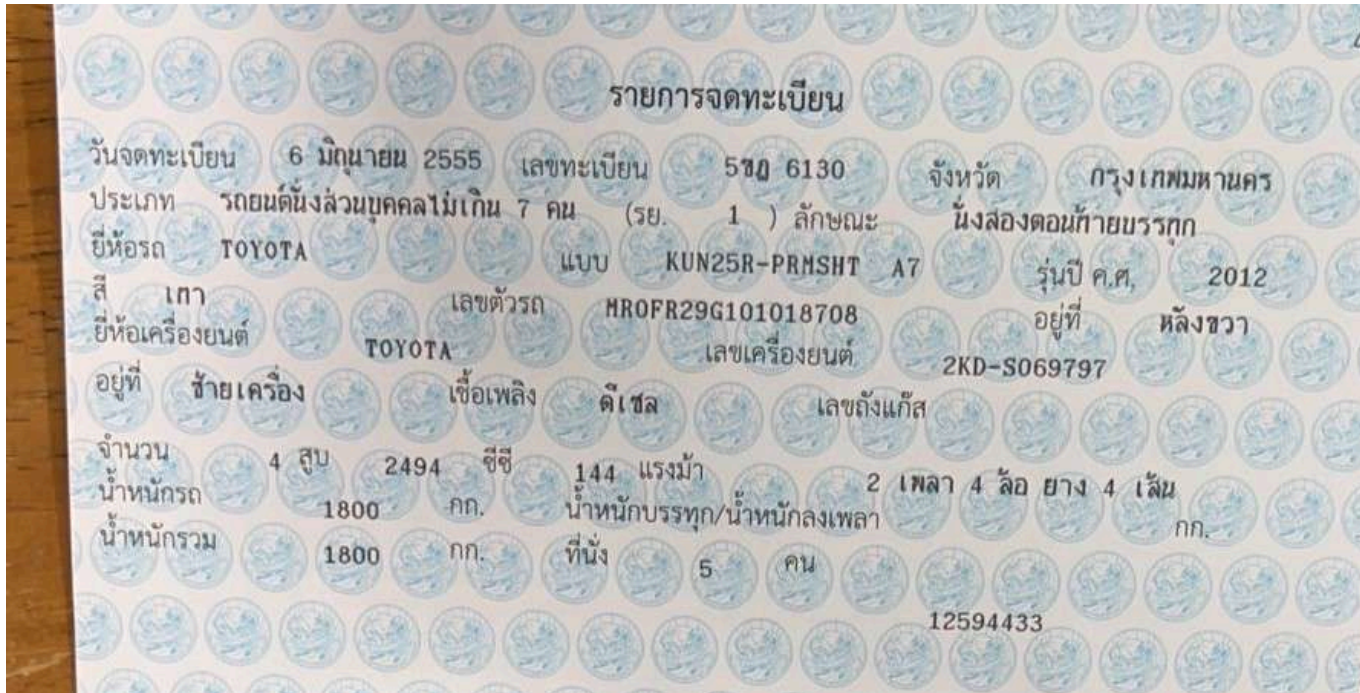 รายการจดทะเบียน
วันจดทะเบียน 6 มิถุนายน 2555 เลขทะเบียน 5ขฎ 6130 จังหวัด กรุงเทพมหานคร
ประเภท รถยนต์นั่งส่วนบุคคลไม่เกิน 7 คน (รย. 1 ) ลักษณะ นั่งสองตอนท้ายบรรทุก
ยี่ห้อรถ TOYOTA แบบ KUN25R-PRMSHT A7 รุ่นปี ค.ศ. 2012
สี เทา เลขตัวรถ MR0FR29G101018708 อยู่ที่ หลังขวา
ยี่ห้อเครื่องยนต์ TOYOTA เลขเครื่องยนต์ 2KD-S069797
อยู่ที่ ซ้ายเครื่อง เชื้อเพลิง ดีเซล เลขถังแก๊ส
จำนวน 4 สูบ 2494 ซีซี 144 แรงม้า 2 เพลา 4 ล้อ ยาง 4 เส้น
น้ำหนักรถ 1800 กก. น้ำหนักบรรทุก/น้ำหนักลงเพลา กก.
น้ำหนักรวม 1800 กก. ที่นั่ง 5 คน
12594433